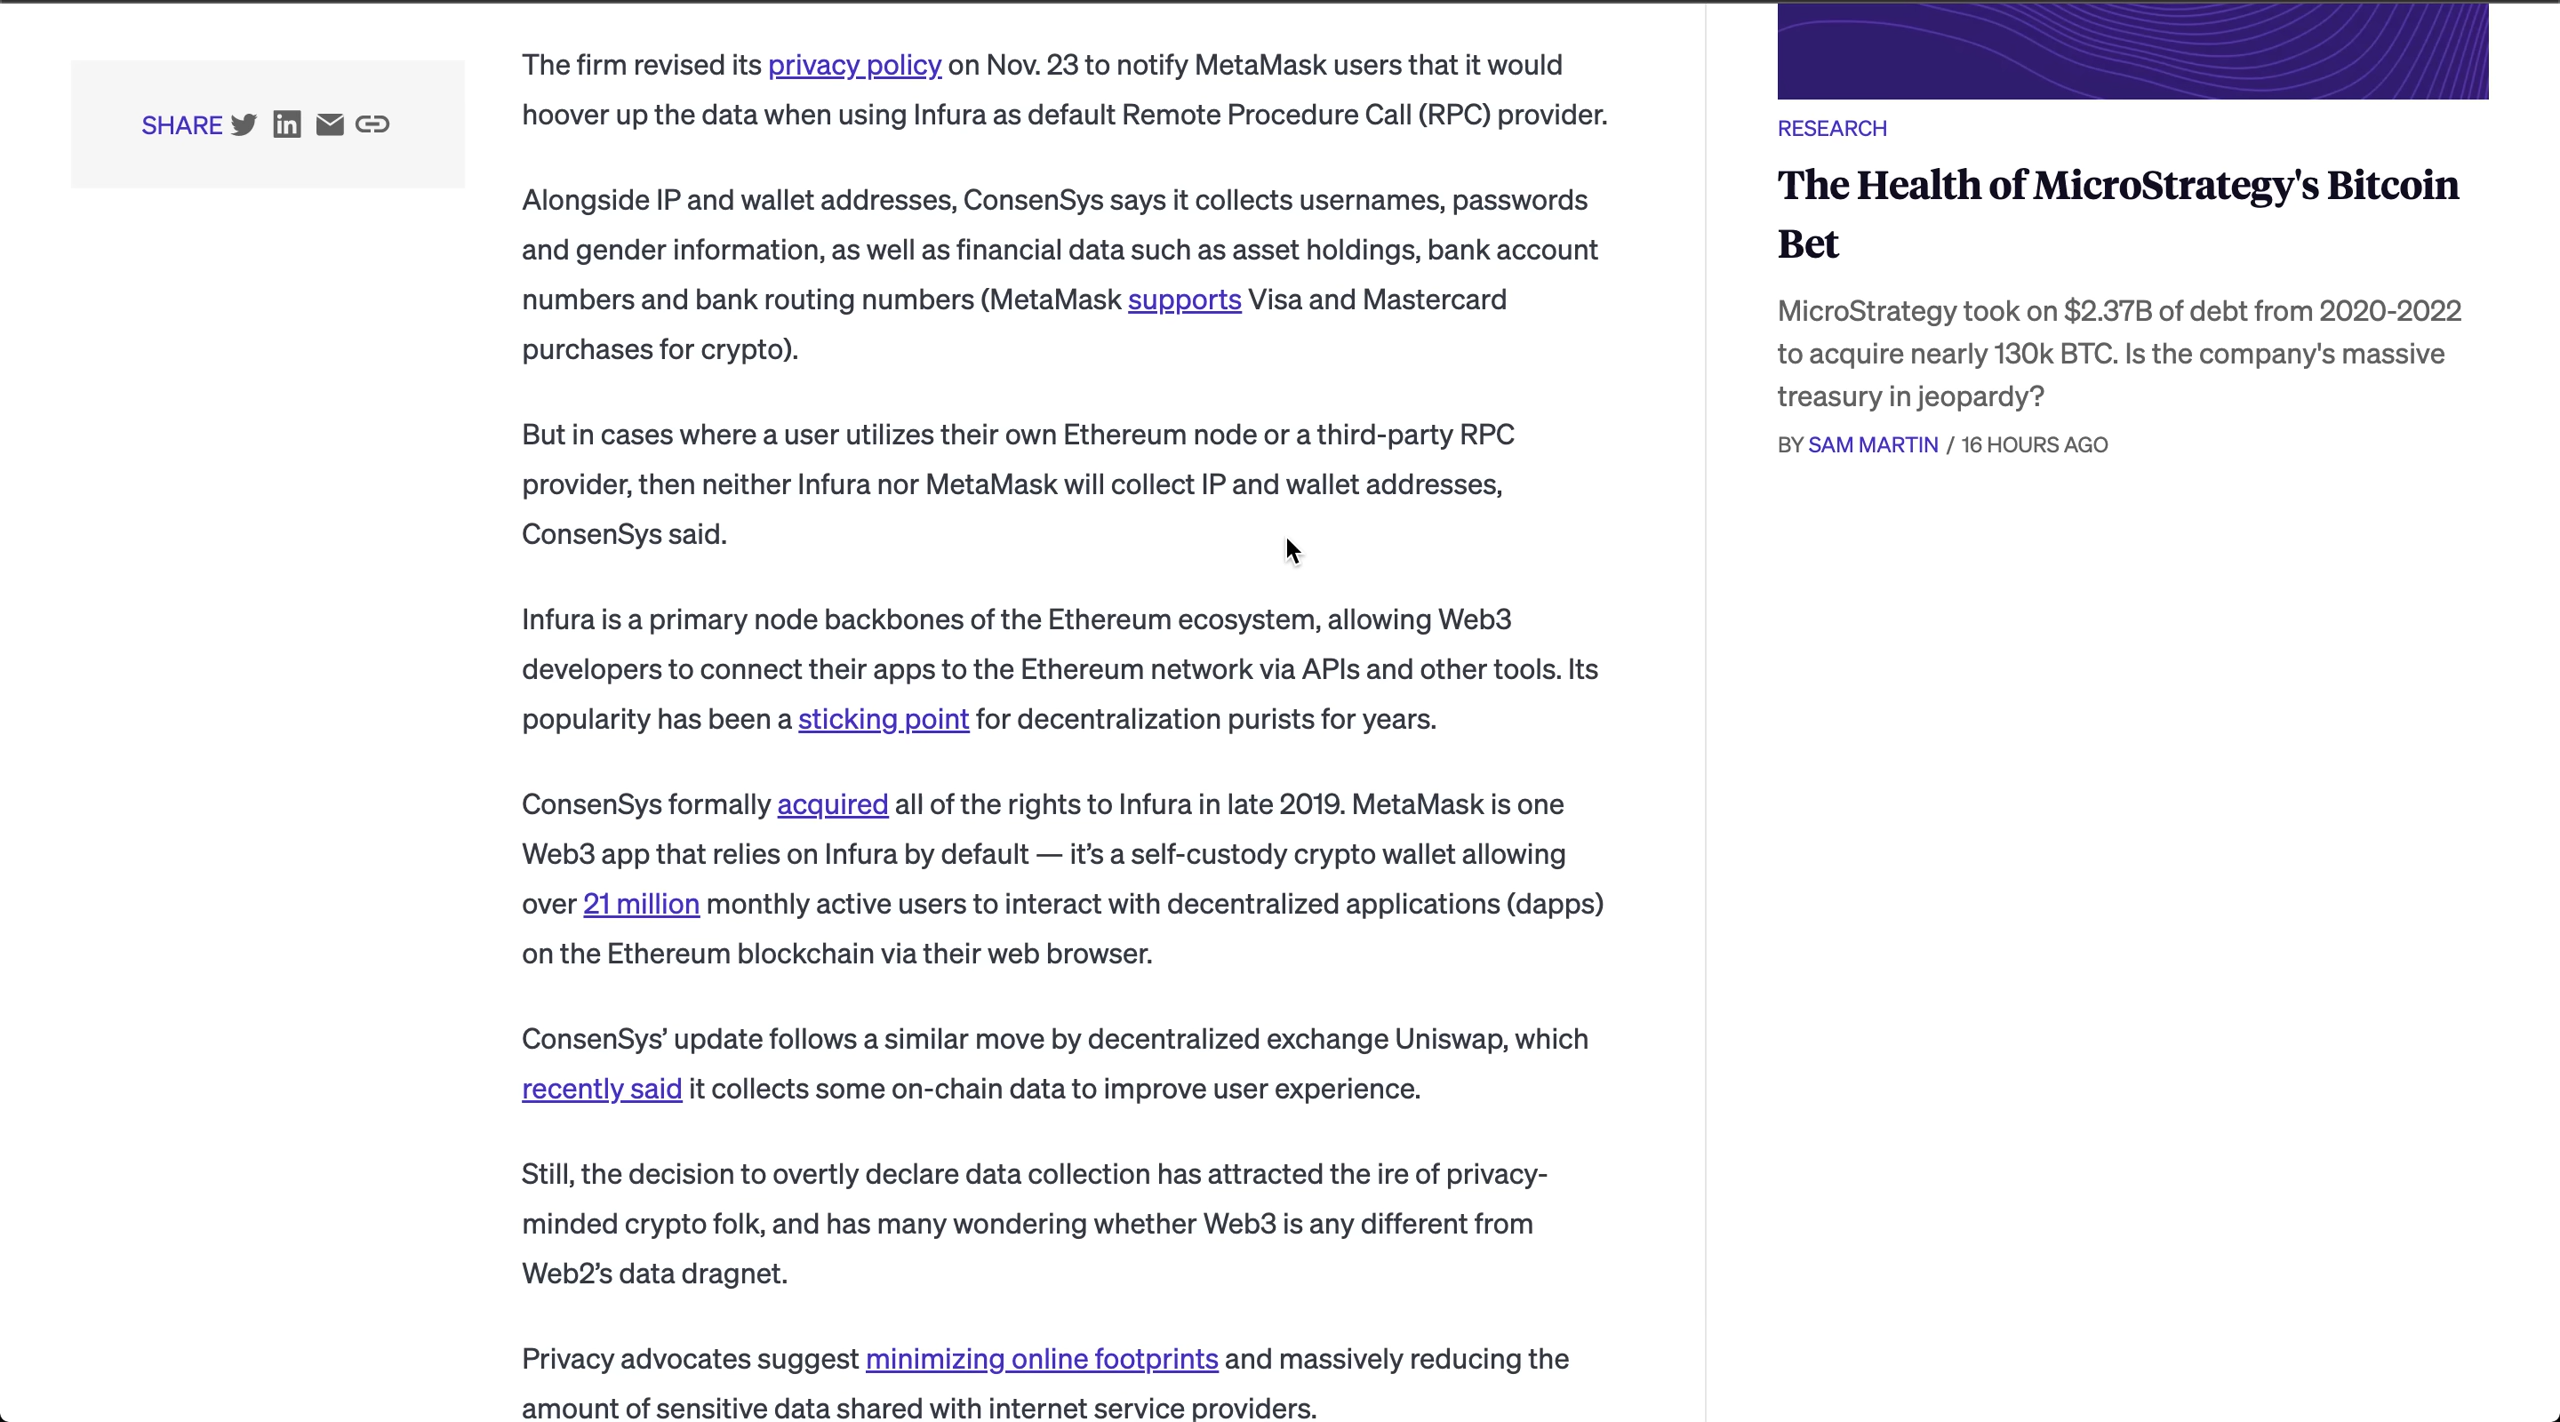 SHARE
The firm revised its privacy policy on Nov. 23 to notify MetaMask users that it would
hoover up the data when using Infura as default Remote Procedure Call (RPC) provider.
Alongside IP and wallet addresses, ConsenSys says it collects usernames, passwords
and gender information, as well as financial data such as asset holdings, bank account
numbers and bank routing numbers (MetaMask supports Visa and Mastercard
purchases for crypto).
But in cases where a user utilizes their own Ethereum node or a third-party RPC
provider, then neither Infura nor MetaMask will collect IP and wallet addresses,
ConsenSys said.
Infura is a primary node backbones of the Ethereum ecosystem, allowing Web3
developers to connect their apps to the Ethereum network via APIs and other tools. Its
popularity has been a sticking point for decentralization purists for years.
ConsenSys formally acquired all of the rights to Infura in late 2019. MetaMask is one
Web3 app that relies on Infura by default — it’s a self-custody crypto wallet allowing
over 21 million monthly active users to interact with decentralized applications (dapps)
on the Ethereum blockchain via their web browser.
ConsenSys’ update follows a similar move by decentralized exchange Uniswap, which
recently said it collects some on-chain data to improve user experience.
Still, the decision to overtly declare data collection has attracted the ire of privacy-
minded crypto folk, and has many wondering whether Web3 is any different from
Web2’s data dragnet.
Privacy advocates suggest minimizing online footprints and massively reducing the
amount of sensitive data shared with internet service providers.
RESEARCH
The Health of MicroStrategy's Bitcoin
Bet
MicroStrategy took on $2.37B of debt from 2020-2022
to acquire nearly 130k BTC. Is the company's massive
treasury in jeopardy?
BY SAM MARTIN / 16 HOURS AGO